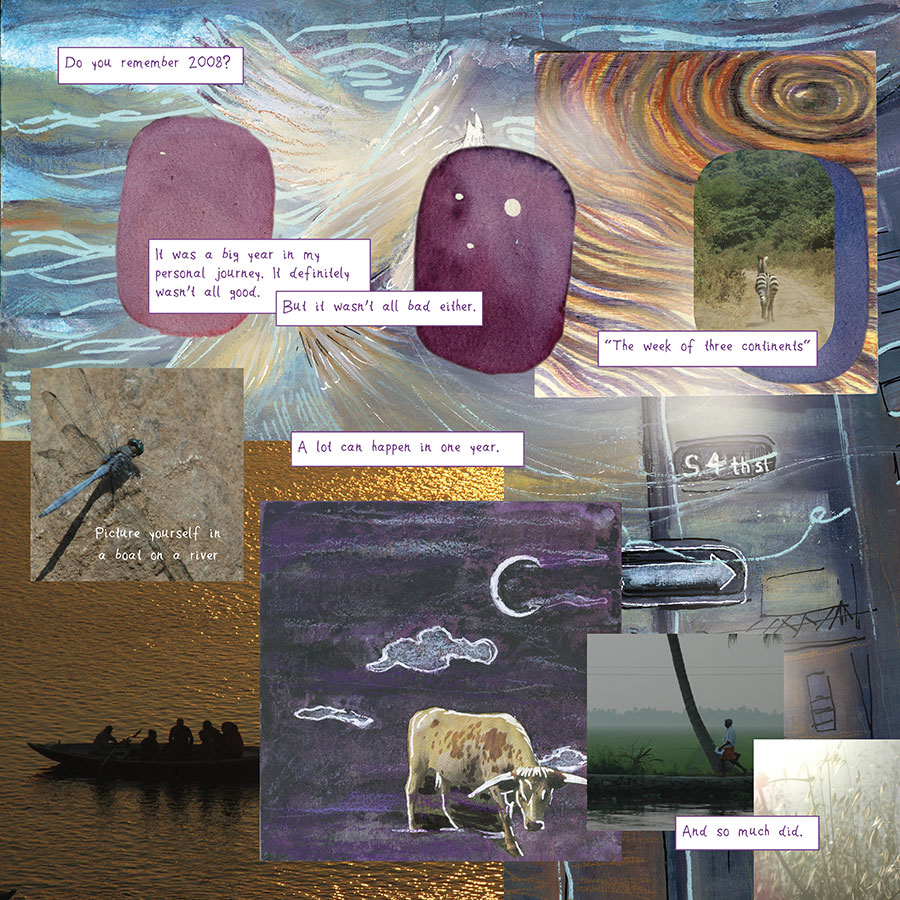 Do you remember 2008?
It was a big year in my
personal journey. It definitely
wasn't all good.
But it wasn't all bad either.
"The week of three continents"
A lot can happen in one year.
S 4 th st
Picture yourself in
a boat on a river
And so much did.